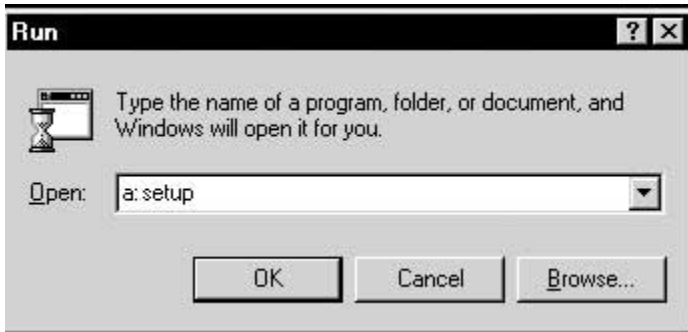 Run
Type the name of a program, folder, or document, and
Windows will open it for you.
Open: a:setup
OK Cancel Browse...